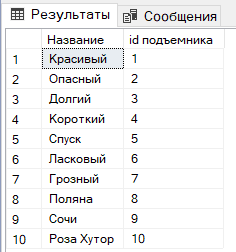 Результаты Сообщения
Название id подъемника
1 Красивый 1
2 Опасный 2
3 Долгий 3
4 Короткий 4
5 Спуск 5
6 Ласковый 6
7 Грозный 7
8 Поляна 8
9 Сочи 9
10 Роза Хутор 10